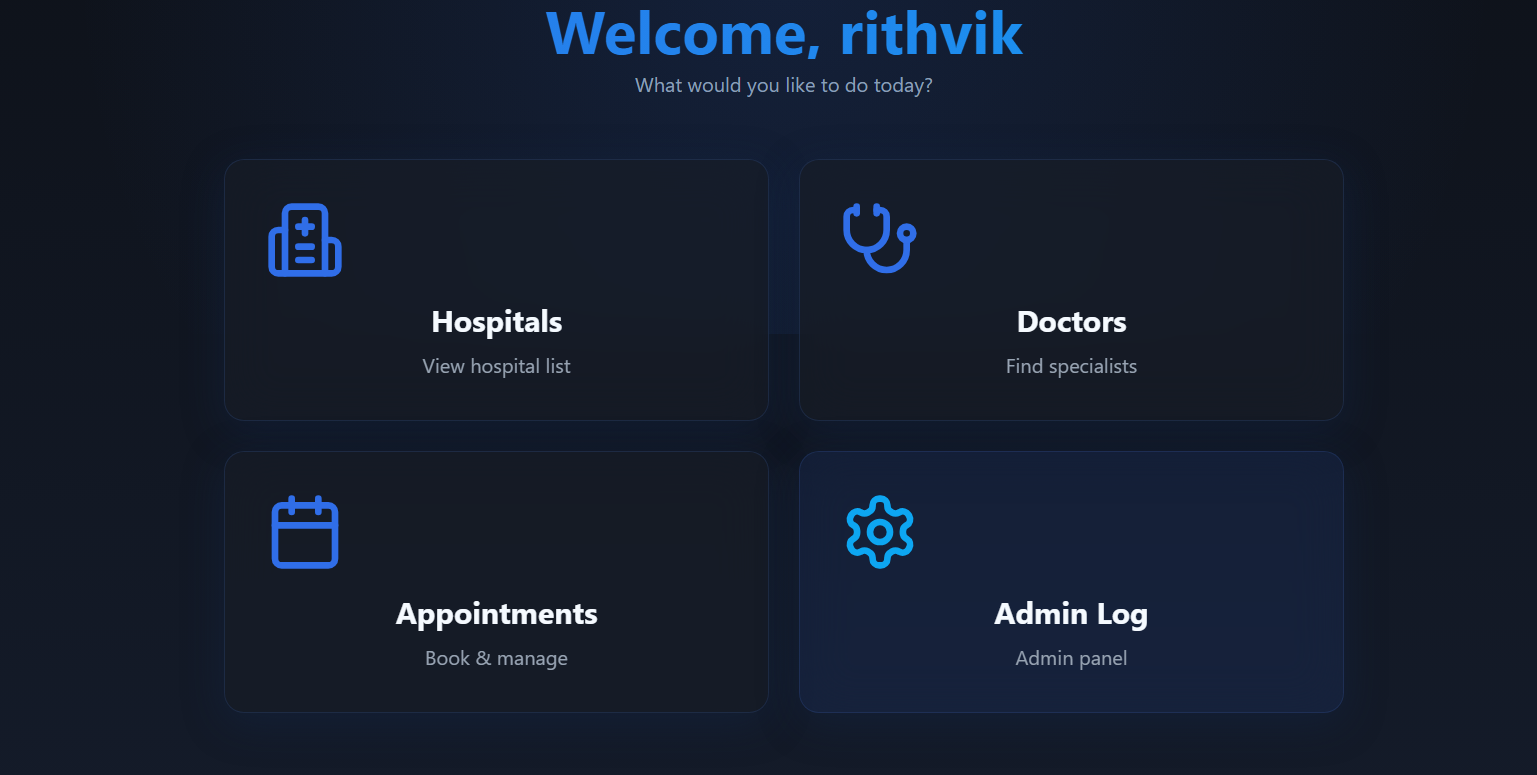 Welcome, rithvik
What would you like to do today?
Hospitals
View hospital list
Doctors
Find specialists
Appointments
Book & manage
Admin Log
Admin panel